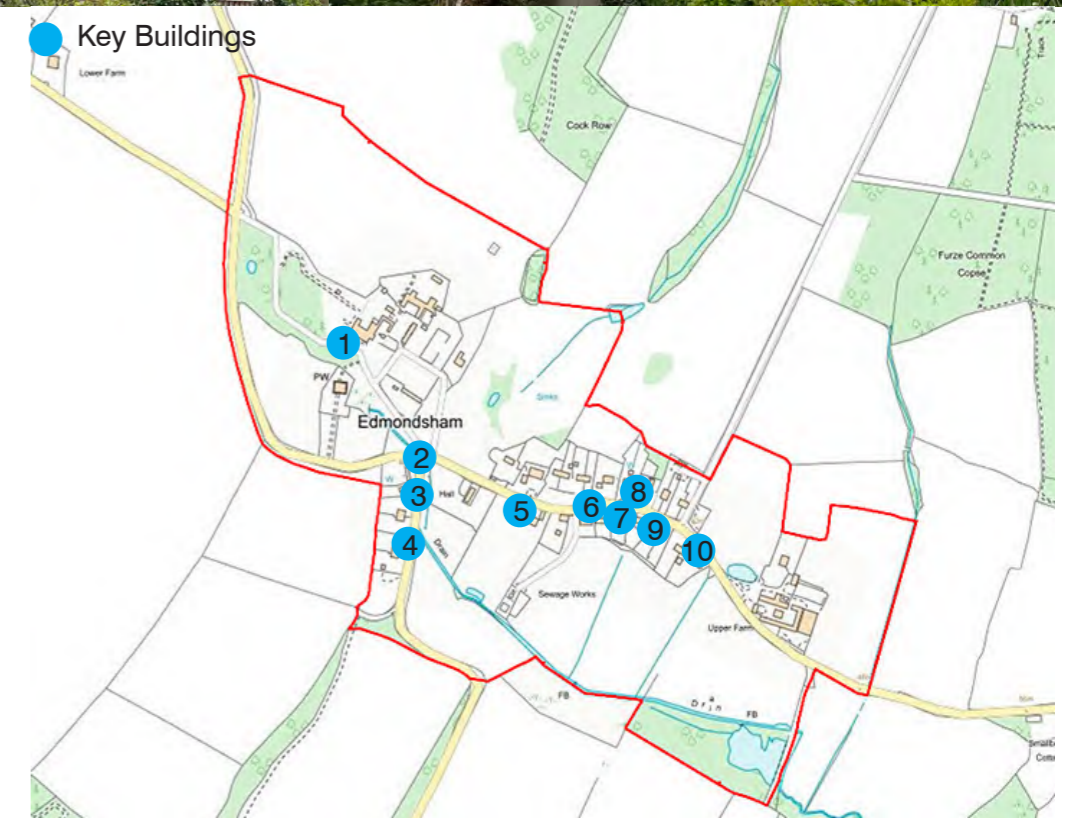 Key Buildings
Lower Farm
Track
Cock Row
Furze Common
Copse
1
PW
Edmondsham
Sinks
2
W
3
Hall
4
Drain
5
6
7
8
W
9
10
Sewage Works
Upper Farm
FB
Drain
FB